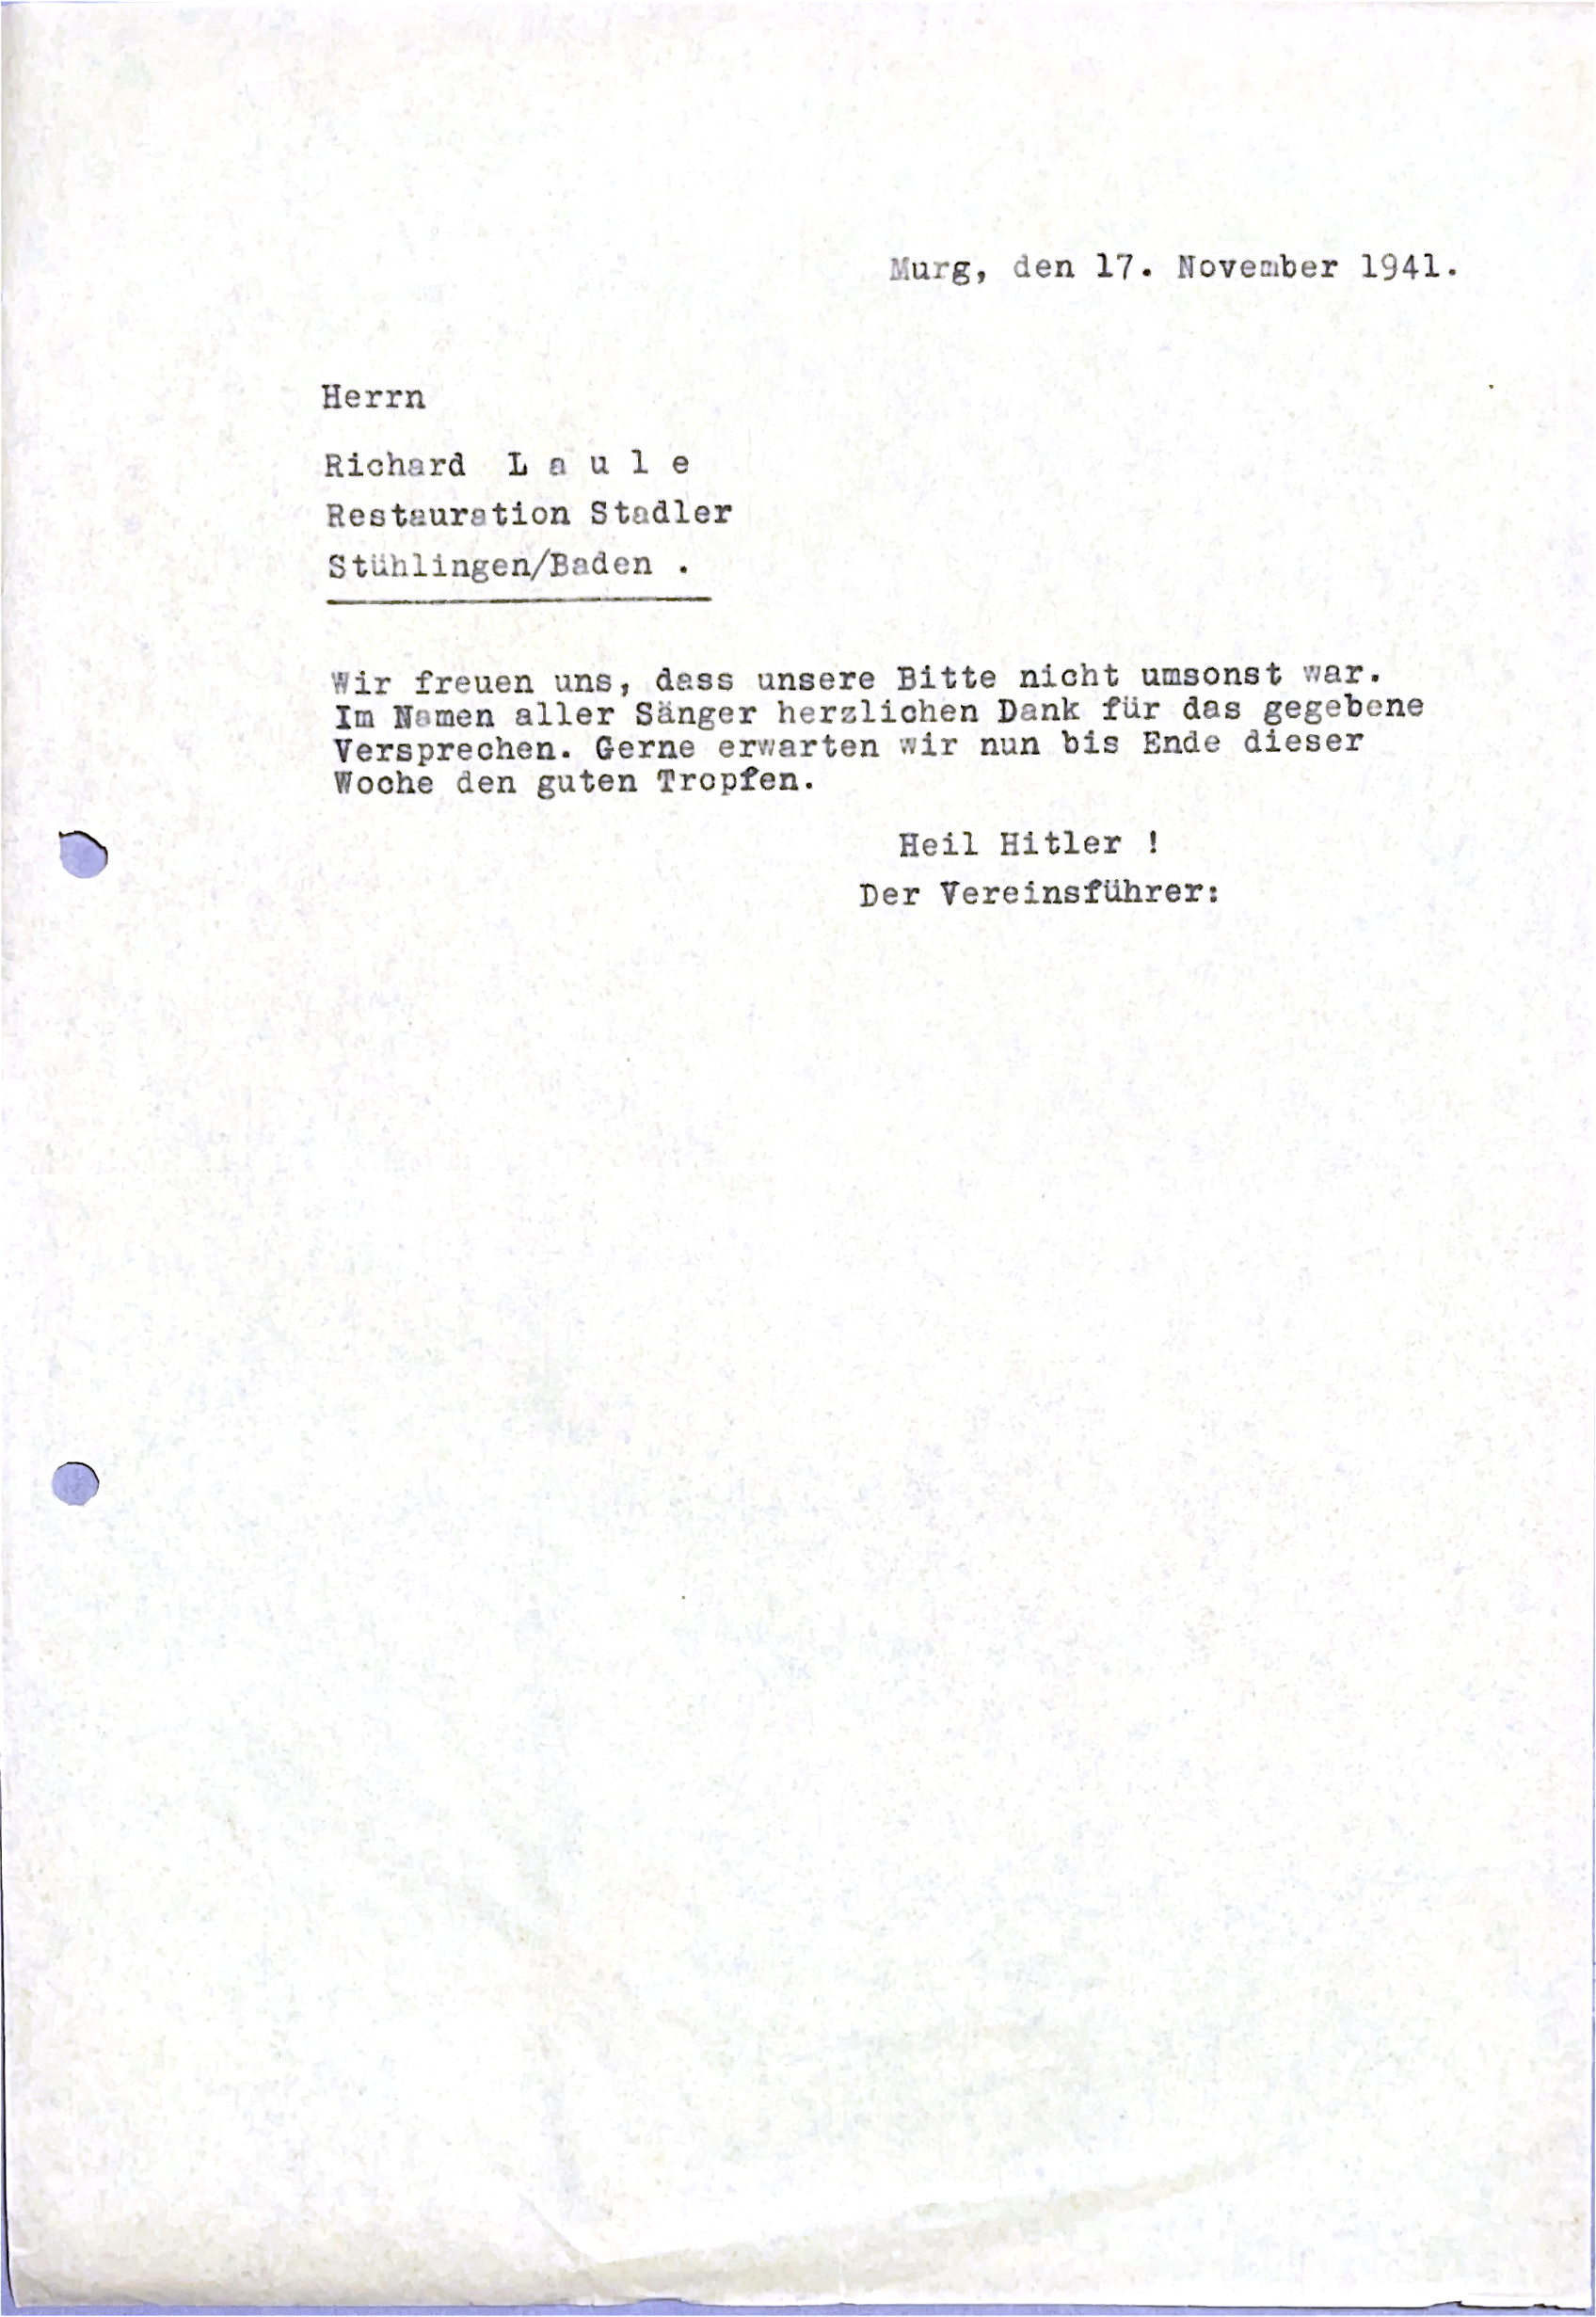 Murg, den 17. November 1941.
Herrn
Richard L a u l e
Restauration Stadler
Stühlingen/Baden .
Wir freuen uns, dass unsere Bitte nicht umsonst war.
Im Namen aller Sänger herzlichen Dank für das gegebene
Versprechen. Gerne erwarten wir nun bis Ende dieser
Woche den guten Tropfen.
Heil Hitler !
Der Vereinsführer: